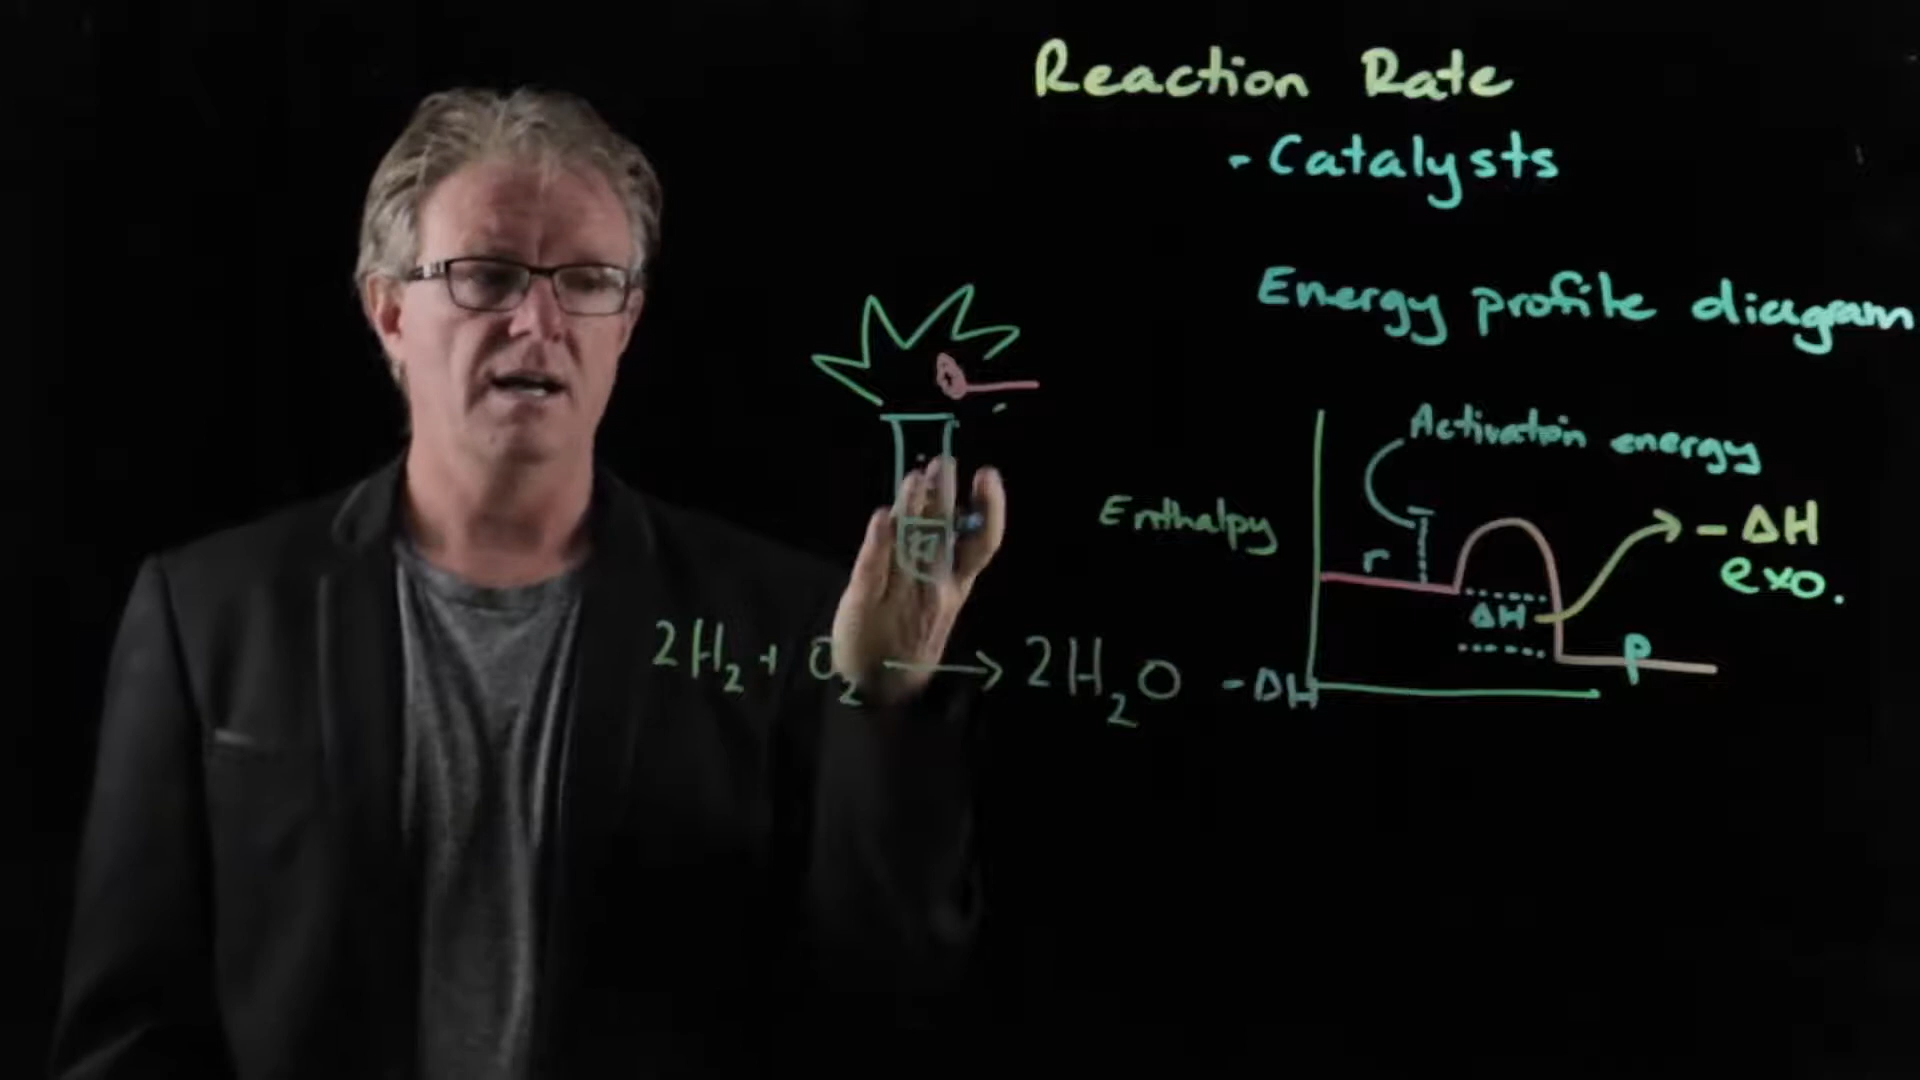 Reaction Rate
- Catalysts
Energy profile diagram
Activation energy
Enthalpy
r
- ΔH
exo.
ΔH
P
2H₂ + O₂ → 2H₂O - ΔH